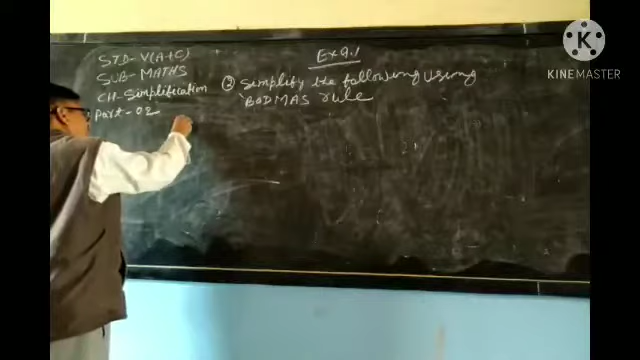 STD-V(A+C)
SUB-MATHS
CH-Simplification
Part-02
Ex 9.1
② Simplify the following using
BODMAS rule
KINEMASTER